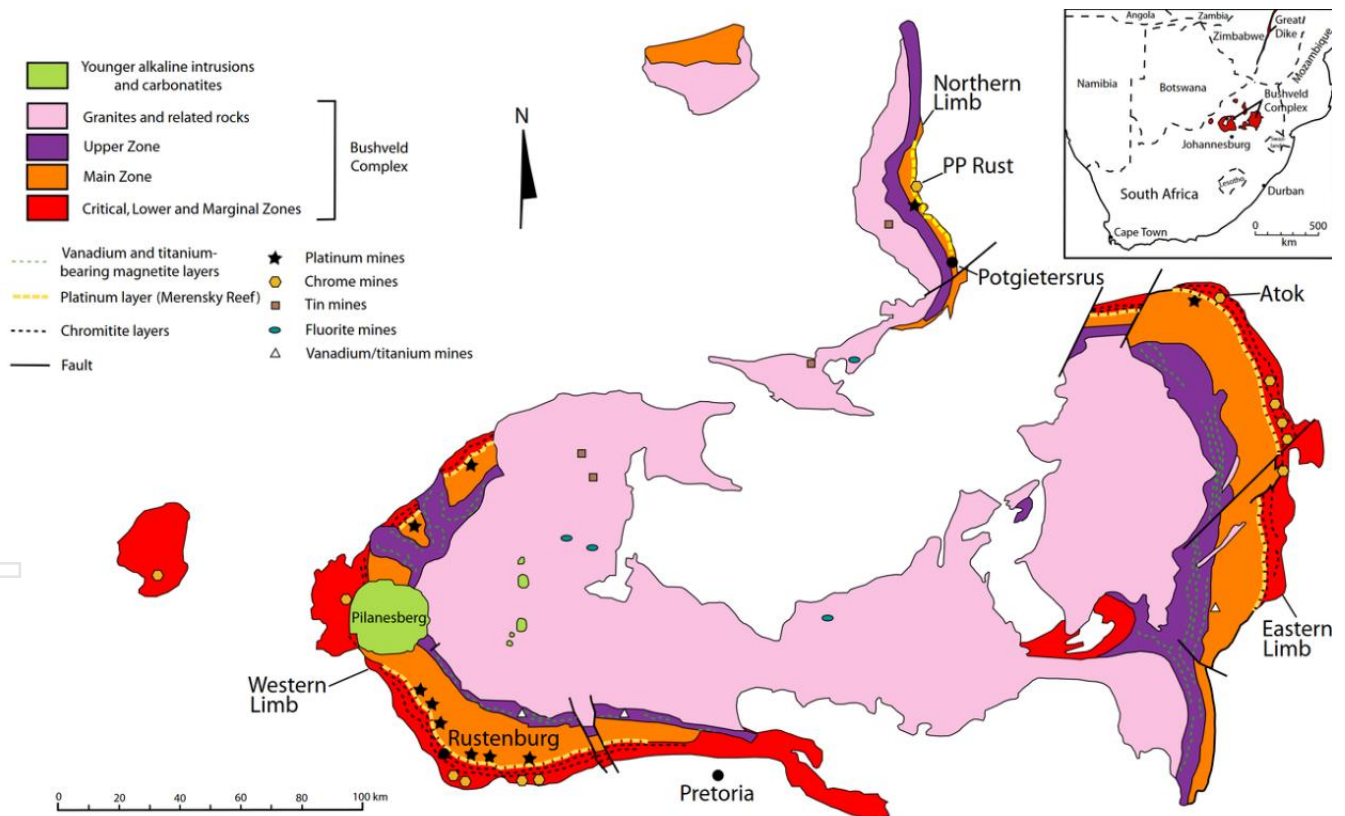 Younger alkaline intrusions
and carbonatites
Granites and related rocks
Upper Zone
Main Zone
Critical, Lower and Marginal Zones
Bushveld
Complex
Vanadium and titanium-
bearing magnetite layers
Platinum layer (Merensky Reef)
Chromitite layers
Fault
Platinum mines
Chrome mines
Tin mines
Fluorite mines
Vanadium/titanium mines
N
Northern
Limb
PP Rust
Potgietersrus
Angola
Zambia
Zimbabwe
Great
Dike
Mozambique
Namibia
Botswana
Bushveld
Complex
Johannesburg
Swazi-
land
Lesotho
South Africa
Durban
Cape Town
0 500
km
Atok
Pilanesberg
Western
Limb
Eastern
Limb
Rustenburg
Pretoria
0 20 40 60 80 100 km